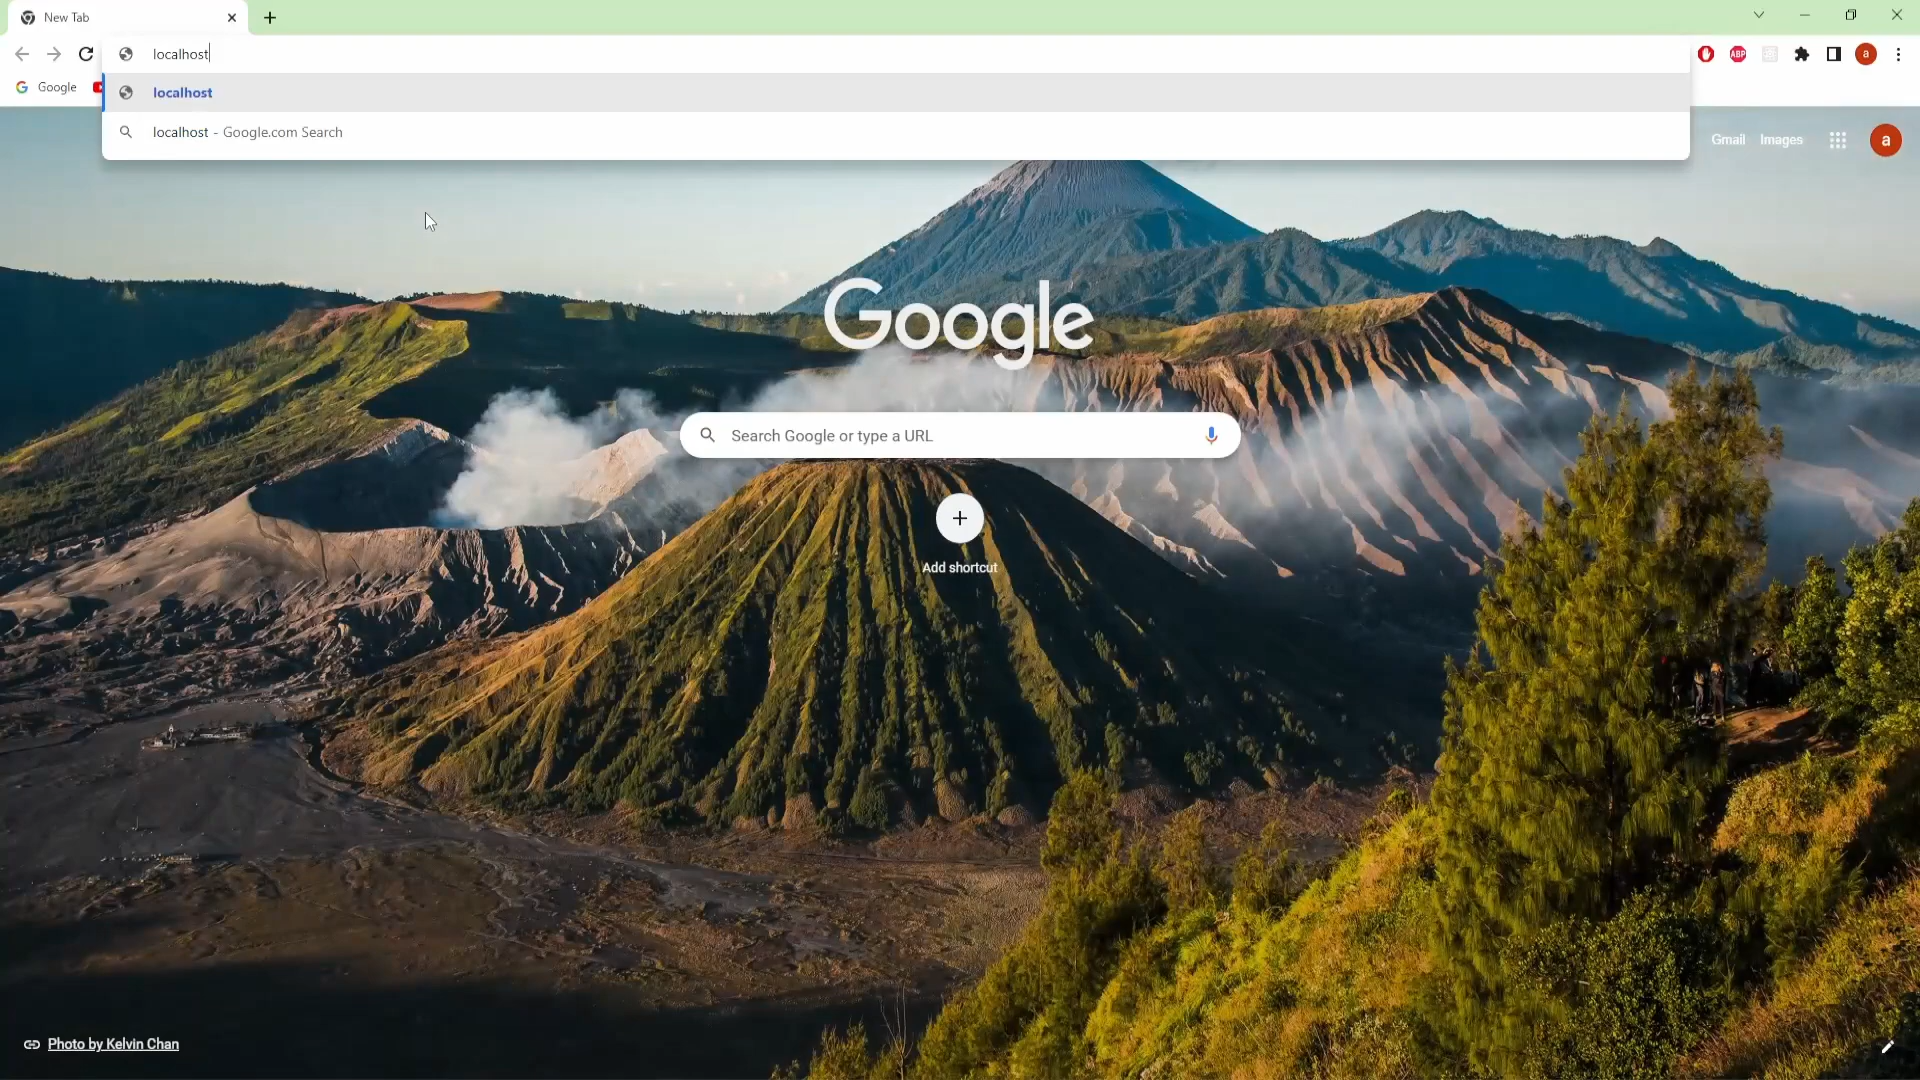 New Tab
localhost
Google
localhost
localhost - Google.com Search
ABP
a
Gmail
Images
a
Google
Search Google or type a URL
Add shortcut
Photo by Kelvin Chan